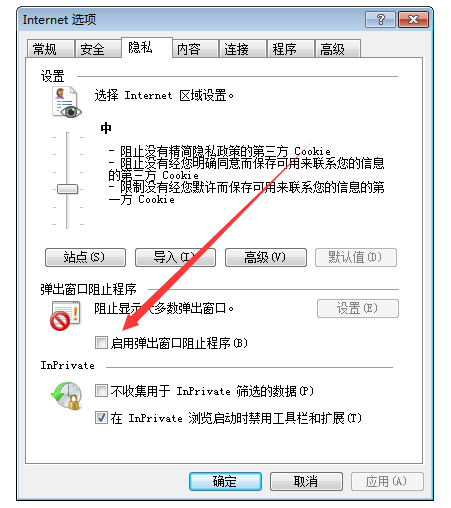 Internet 选项
常规 安全 隐私 内容 连接 程序 高级
设置
选择 Internet 区域设置。
中
- 阻止没有精简隐私政策的第三方 Cookie
- 阻止没有经您明确同意而保存可用来联系您的信息
的第三方 Cookie
- 限制没有经您默许而保存可用来联系您的信息的第
一方 Cookie
站点(S) 导入(I) 高级(V) 默认值(D)
弹出窗口阻止程序
阻止显示大多数弹出窗口。 设置(E)
启用弹出窗口阻止程序(B)
InPrivate
不收集用于 InPrivate 筛选的数据(P)
在 InPrivate 浏览启动时禁用工具栏和扩展(T)
确定 取消 应用(A)